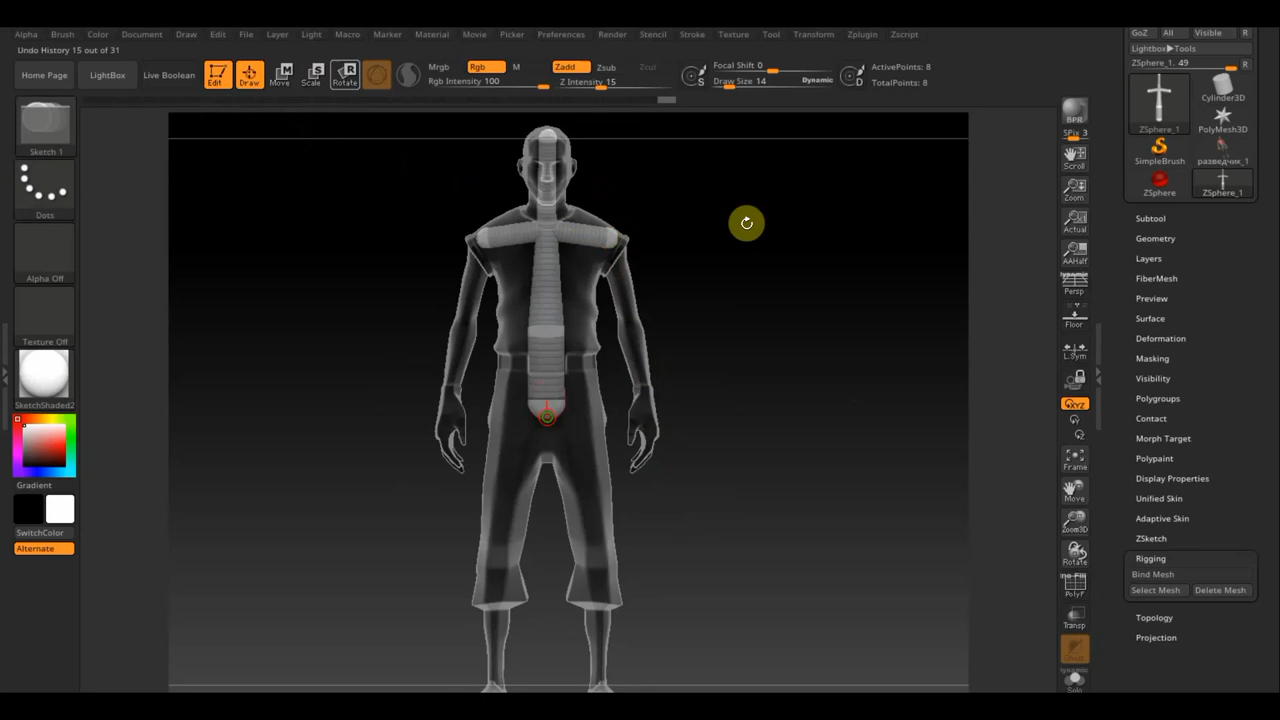 Alpha Brush Color Document Draw Edit File Layer Light Macro Marker Material Movie Picker Preferences Render Stencil Stroke Texture Tool Transform Zplugin Zscript
Undo History 15 out of 31
Home Page LightBox Live Boolean Edit Draw Move Scale Rotate
Mrgb Rgb M Zadd Zsub Zcut
Rgb Intensity 100 Z Intensity 15
Focal Shift 0
Draw Size 14 Dynamic
S D
ActivePoints: 8
TotalPoints: 8
Sketch 1
Dots
Alpha Off
Texture Off
SketchShaded2
Gradient
SwitchColor
Alternate
BPR
SPix 3
Scroll
Zoom
Actual
AAHalf
Dynamic
Persp
Floor
L.Sym
XYZ
Frame
Move
Zoom3D
Rotate
PolyF
Transp
Ghost
Dynamic
Solo
GoZ All Visible R
Lightbox▶Tools
ZSphere_1. 49 R
ZSphere_1 Cylinder3D
PolyMesh3D
SimpleBrush разведчик_1
ZSphere ZSphere_1
Subtool
Geometry
Layers
FiberMesh
Preview
Surface
Deformation
Masking
Visibility
Polygroups
Contact
Morph Target
Polypaint
Display Properties
Unified Skin
Adaptive Skin
ZSketch
Rigging
Bind Mesh
Select Mesh Delete Mesh
Topology
Projection